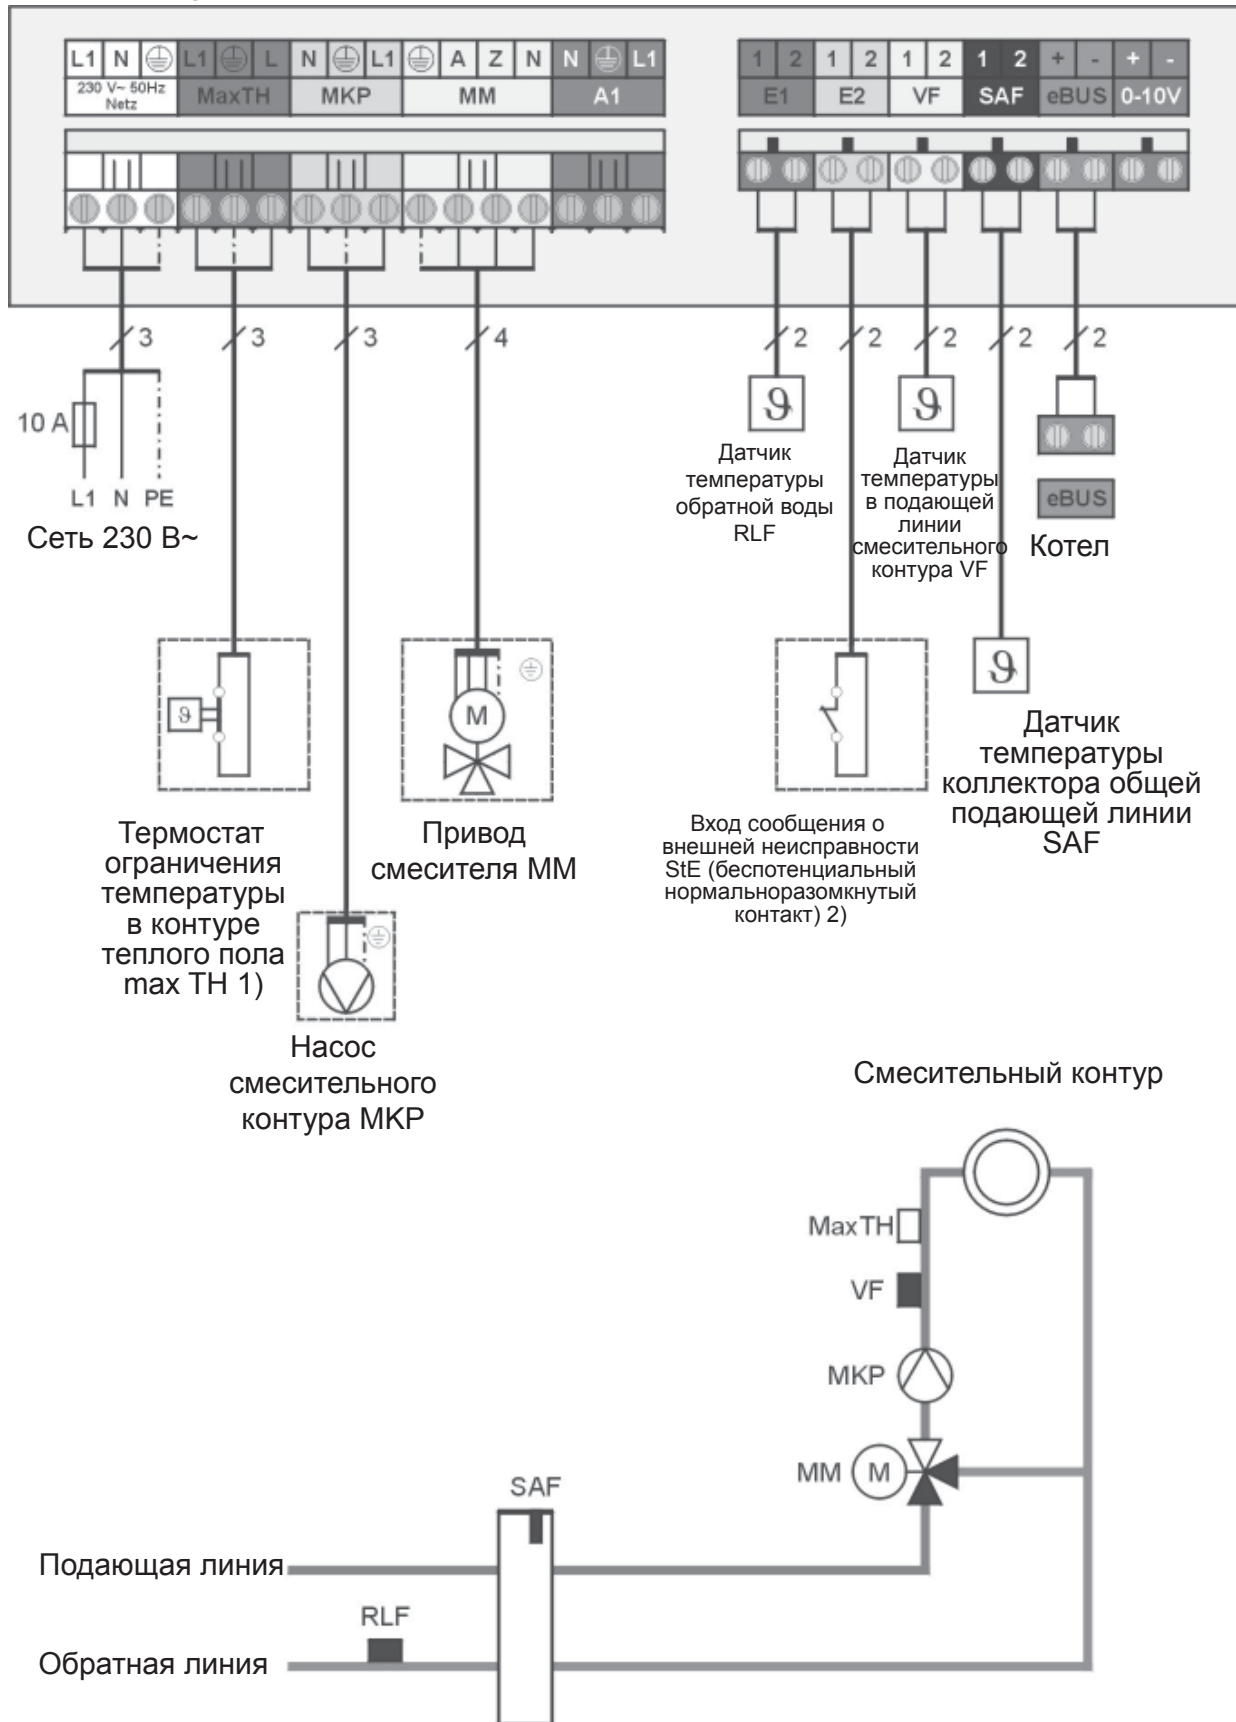 L1 N L1 L N L1 A Z N N L1
230 V~ 50Hz
Netz
MaxTH MKP MM A1
1 2 1 2 1 2 1 2 + - + -
E1 E2 VF SAF eBUS 0-10V
3 3 3 4 2 2 2 2 2
10 A
L1 N PE
Сеть 230 В~
ϑ
Датчик
температуры
обратной воды
RLF
ϑ
Датчик
температуры
в подающей
линии
смесительного
контура VF
eBUS
Котел
ϑ
Термостат
ограничения
температуры
в контуре
теплого пола
max TH 1)
M
Привод
смесителя ММ
Насос
смесительного
контура МКР
Вход сообщения о
внешней неисправности
StE (беспотенциальный
нормальноразомкнутый
контакт) 2)
ϑ
Датчик
температуры
коллектора общей
подающей линии
SAF
Смесительный контур
MaxTH
VF
MKP
MM M
SAF
Подающая линия
RLF
Обратная линия